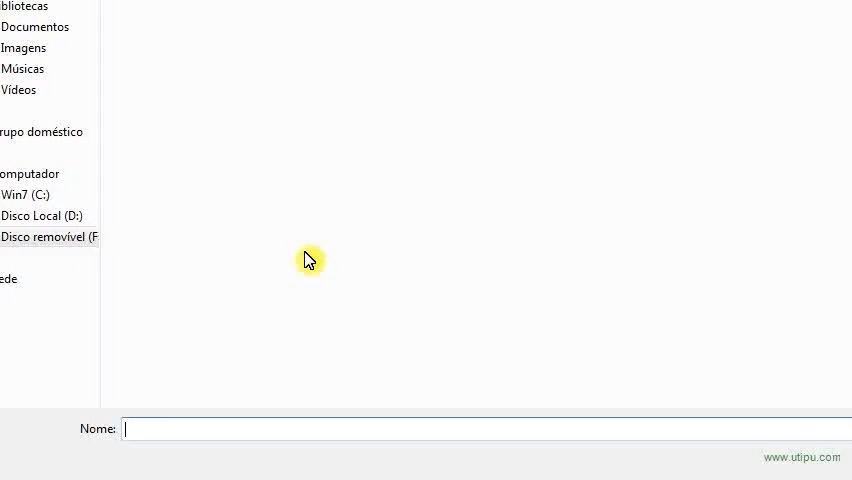 bliotecas
Documentos
Imagens
Músicas
Vídeos
rupo doméstico
omputador
Win7 (C:)
Disco Local (D:)
Disco removível (F
ede
Nome:
www.utipu.com